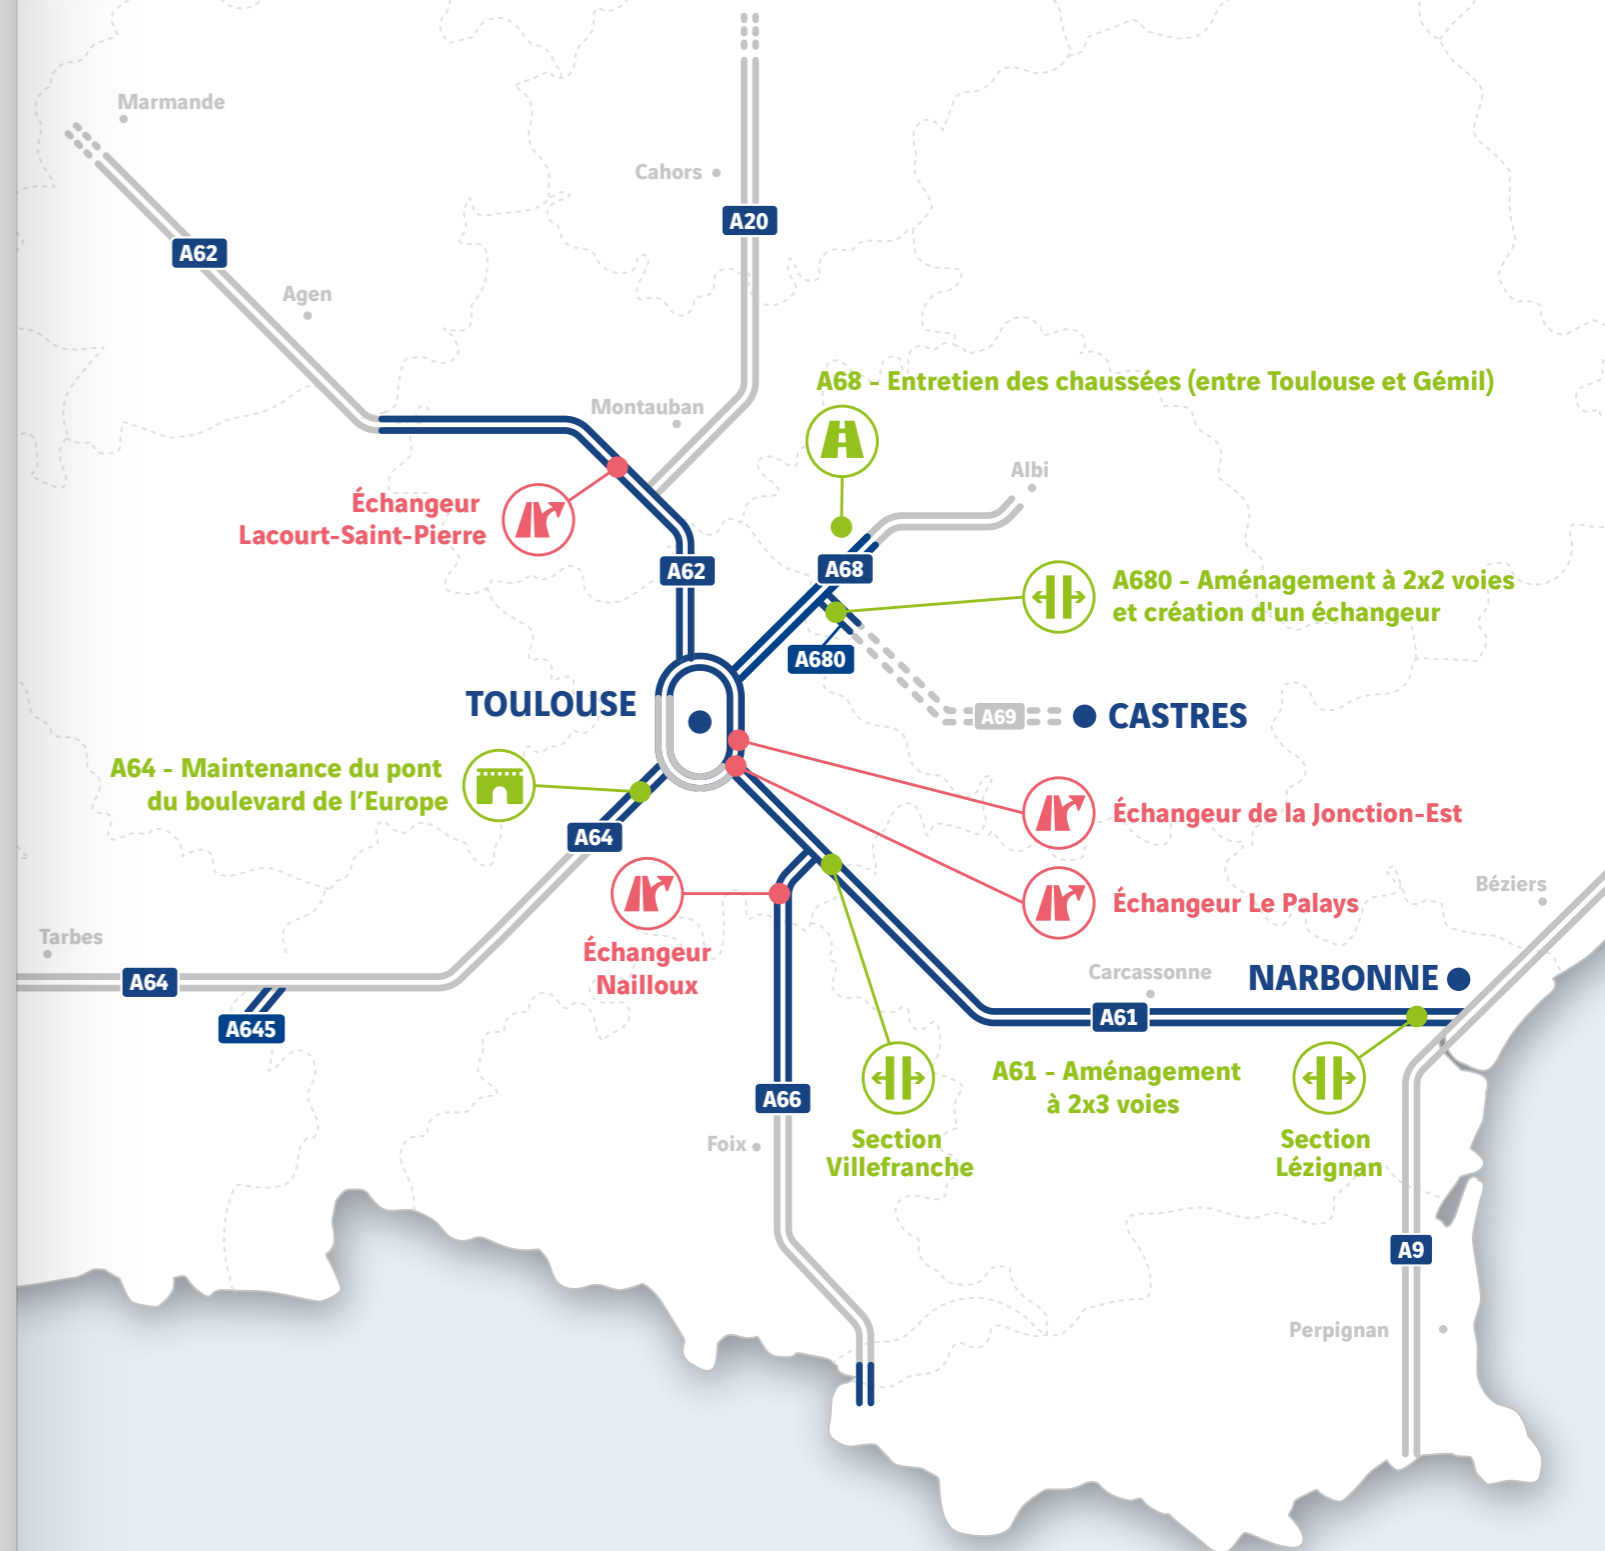 Marmande
Cahors
A20
A62
Agen
A68 - Entretien des chaussées (entre Toulouse et Gémil)
Montauban
Albi
Échangeur
Lacourt-Saint-Pierre
A62
A68
A680 - Aménagement à 2x2 voies
et création d'un échangeur
A680
TOULOUSE
A69
CASTRES
A64 - Maintenance du pont
du boulevard de l’Europe
Échangeur de la Jonction-Est
A64
Échangeur Le Palays
Béziers
Tarbes
Échangeur
Nailloux
Carcassonne
NARBONNE
A64
A645
A61
A61 - Aménagement
à 2x3 voies
A66
Foix
Section
Villefranche
Section
Lézignan
A9
Perpignan